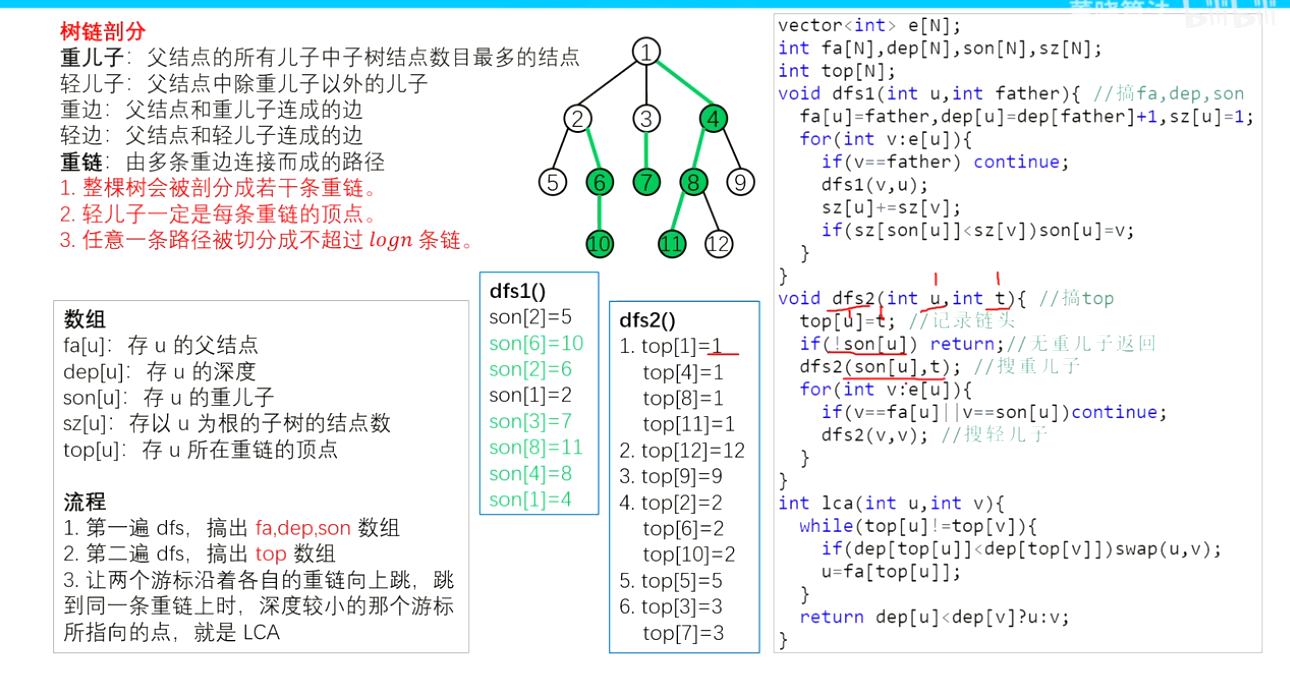 树链剖分
重儿子：父结点的所有儿子中子树结点数目最多的结点
轻儿子：父结点中除重儿子以外的儿子
重边：父结点和重儿子连成的边
轻边：父结点和轻儿子连成的边
重链：由多条重边连接而成的路径
1. 整棵树会被剖分成若干条重链。
2. 轻儿子一定是每条重链的顶点。
3. 任意一条路径被切分成不超过 logn 条链。
1
2 3 4
5 6 7 8 9
10 11 12
数组
fa[u]：存 u 的父结点
dep[u]：存 u 的深度
son[u]：存 u 的重儿子
sz[u]：存以 u 为根的子树的结点数
top[u]：存 u 所在重链的顶点
流程
1. 第一遍 dfs，搞出 fa,dep,son 数组
2. 第二遍 dfs，搞出 top 数组
3. 让两个游标沿着各自的重链向上跳，跳
到同一条重链上时，深度较小的那个游标
所指向的点，就是 LCA
dfs1()
son[2]=5
son[6]=10
son[2]=6
son[1]=2
son[3]=7
son[8]=11
son[4]=8
son[1]=4
dfs2()
1. top[1]=1
top[4]=1
top[8]=1
top[11]=1
2. top[12]=12
3. top[9]=9
4. top[2]=2
top[6]=2
top[10]=2
5. top[5]=5
6. top[3]=3
top[7]=3
vector<int> e[N];
int fa[N],dep[N],son[N],sz[N];
int top[N];
void dfs1(int u,int father){ //搞fa,dep,son
fa[u]=father,dep[u]=dep[father]+1,sz[u]=1;
for(int v:e[u]){
if(v==father) continue;
dfs1(v,u);
sz[u]+=sz[v];
if(sz[son[u]]<sz[v])son[u]=v;
}
}
void dfs2(int u,int t){ //搞top
top[u]=t; //记录链头
if(!son[u]) return;//无重儿子返回
dfs2(son[u],t); //搜重儿子
for(int v:e[u]){
if(v==fa[u]||v==son[u])continue;
dfs2(v,v); //搜轻儿子
}
}
int lca(int u,int v){
while(top[u]!=top[v]){
if(dep[top[u]]<dep[top[v]])swap(u,v);
u=fa[top[u]];
}
return dep[u]<dep[v]?u:v;
}